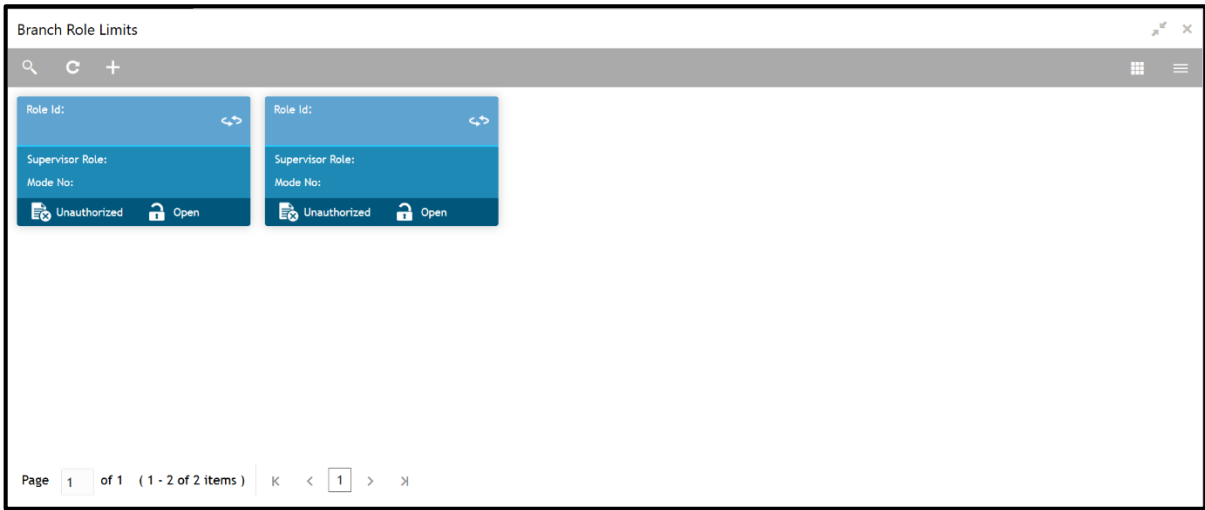 Branch Role Limits
Role Id: Role Id:
Supervisor Role: Supervisor Role:
Mode No: Mode No:
Unauthorized Open Unauthorized Open
Page 1 of 1 ( 1 - 2 of 2 items ) K < 1 > >|